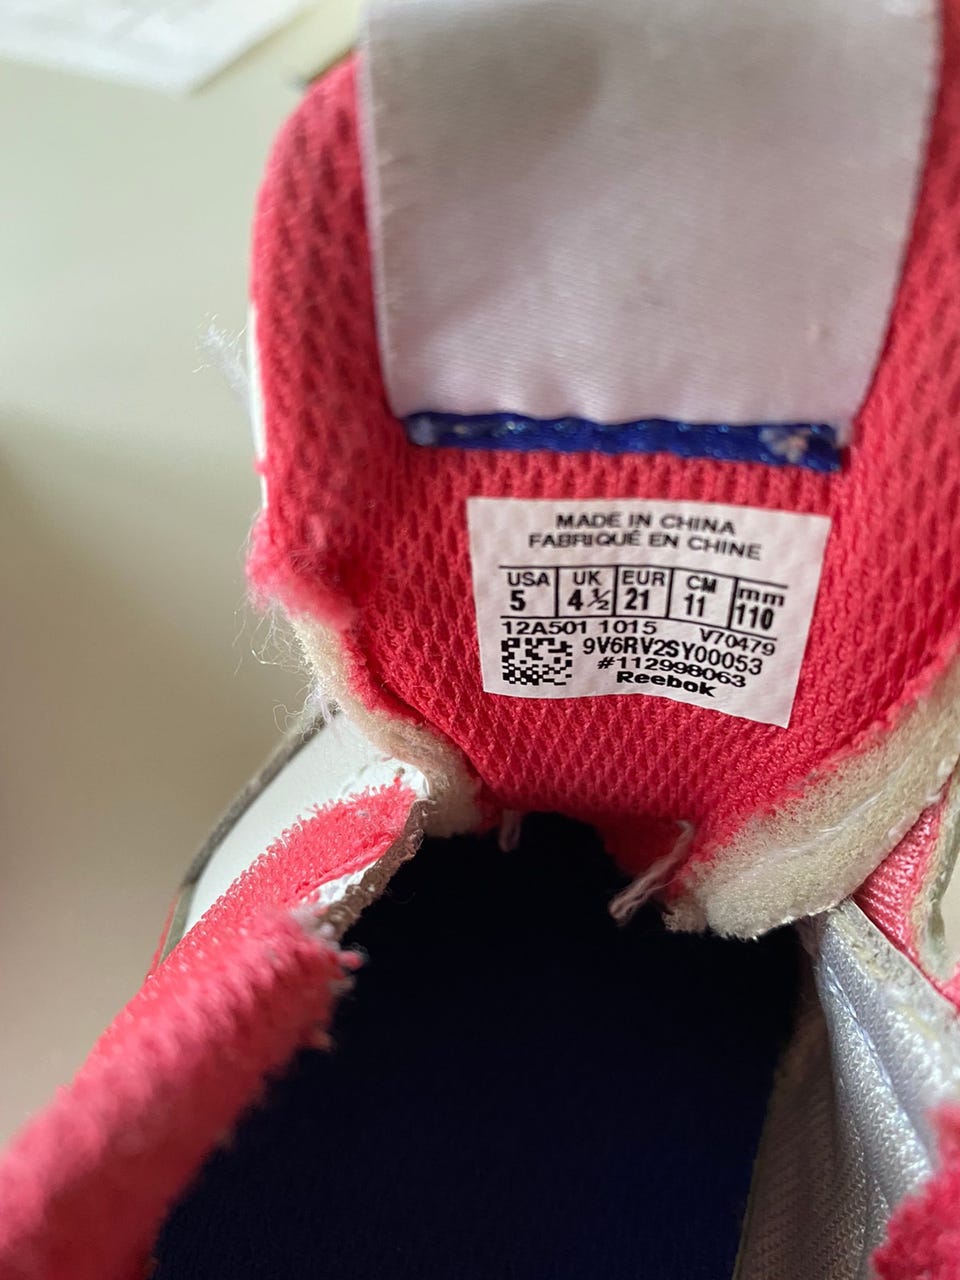 MADE IN CHINA
FABRIQUÉ EN CHINE
USA UK EUR CM mm
5 4 ½ 21 11 110
12A501 1015 V70479
9V6RV2SY00053
#112998063
Reebok